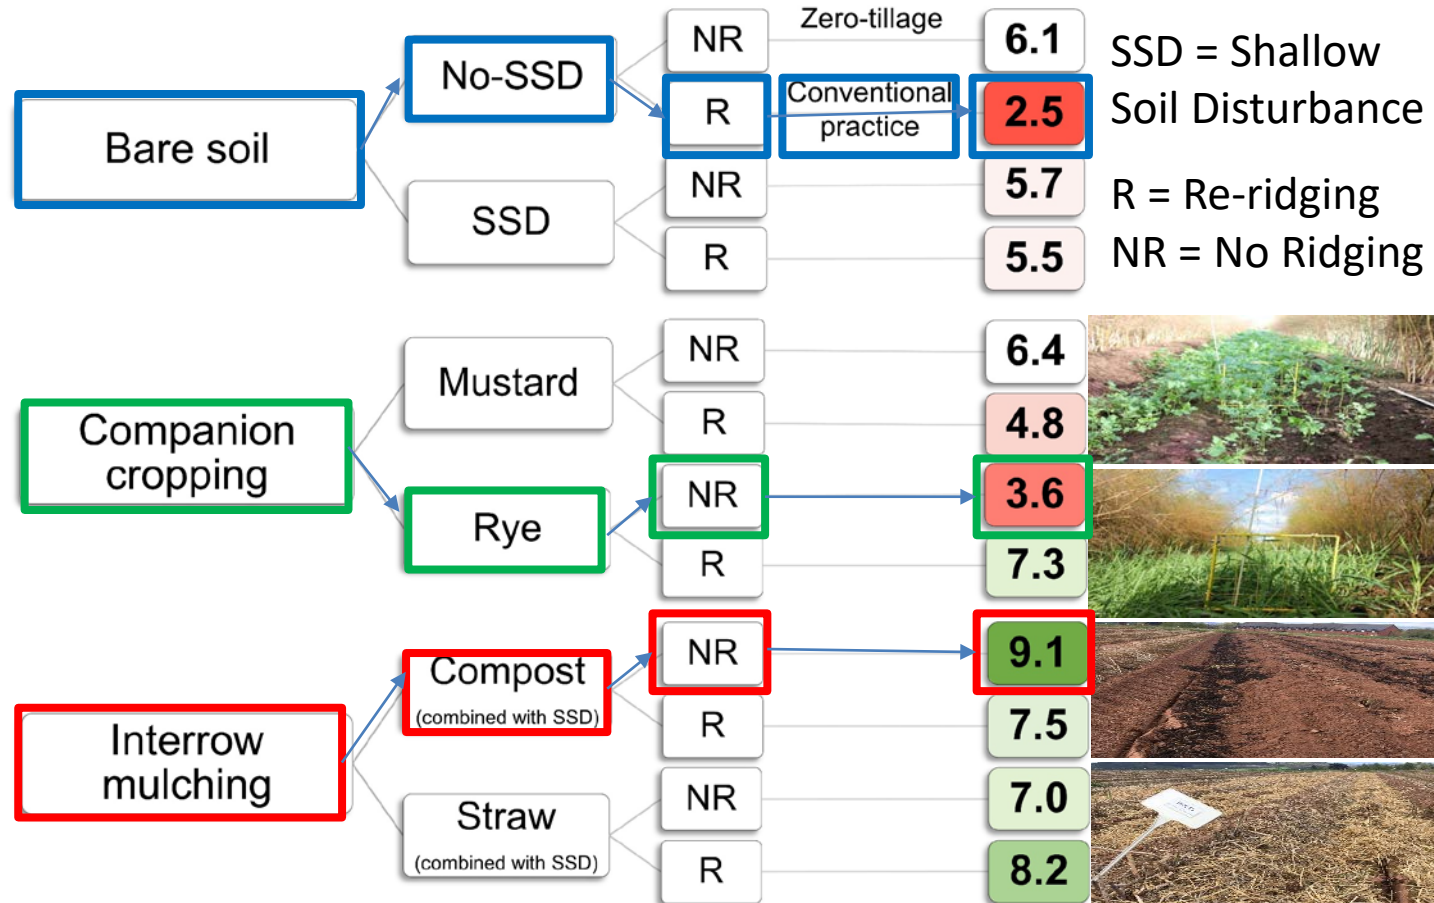 Bare soil
No-SSD
NR
Zero-tillage
6.1
R
Conventional
practice
2.5
SSD
NR
5.7
R
5.5
SSD = Shallow
Soil Disturbance
R = Re-ridging
NR = No Ridging
Companion
cropping
Mustard
NR
6.4
R
4.8
Rye
NR
3.6
R
7.3
Interrow
mulching
Compost
(combined with SSD)
NR
9.1
R
7.5
Straw
(combined with SSD)
NR
7.0
R
8.2